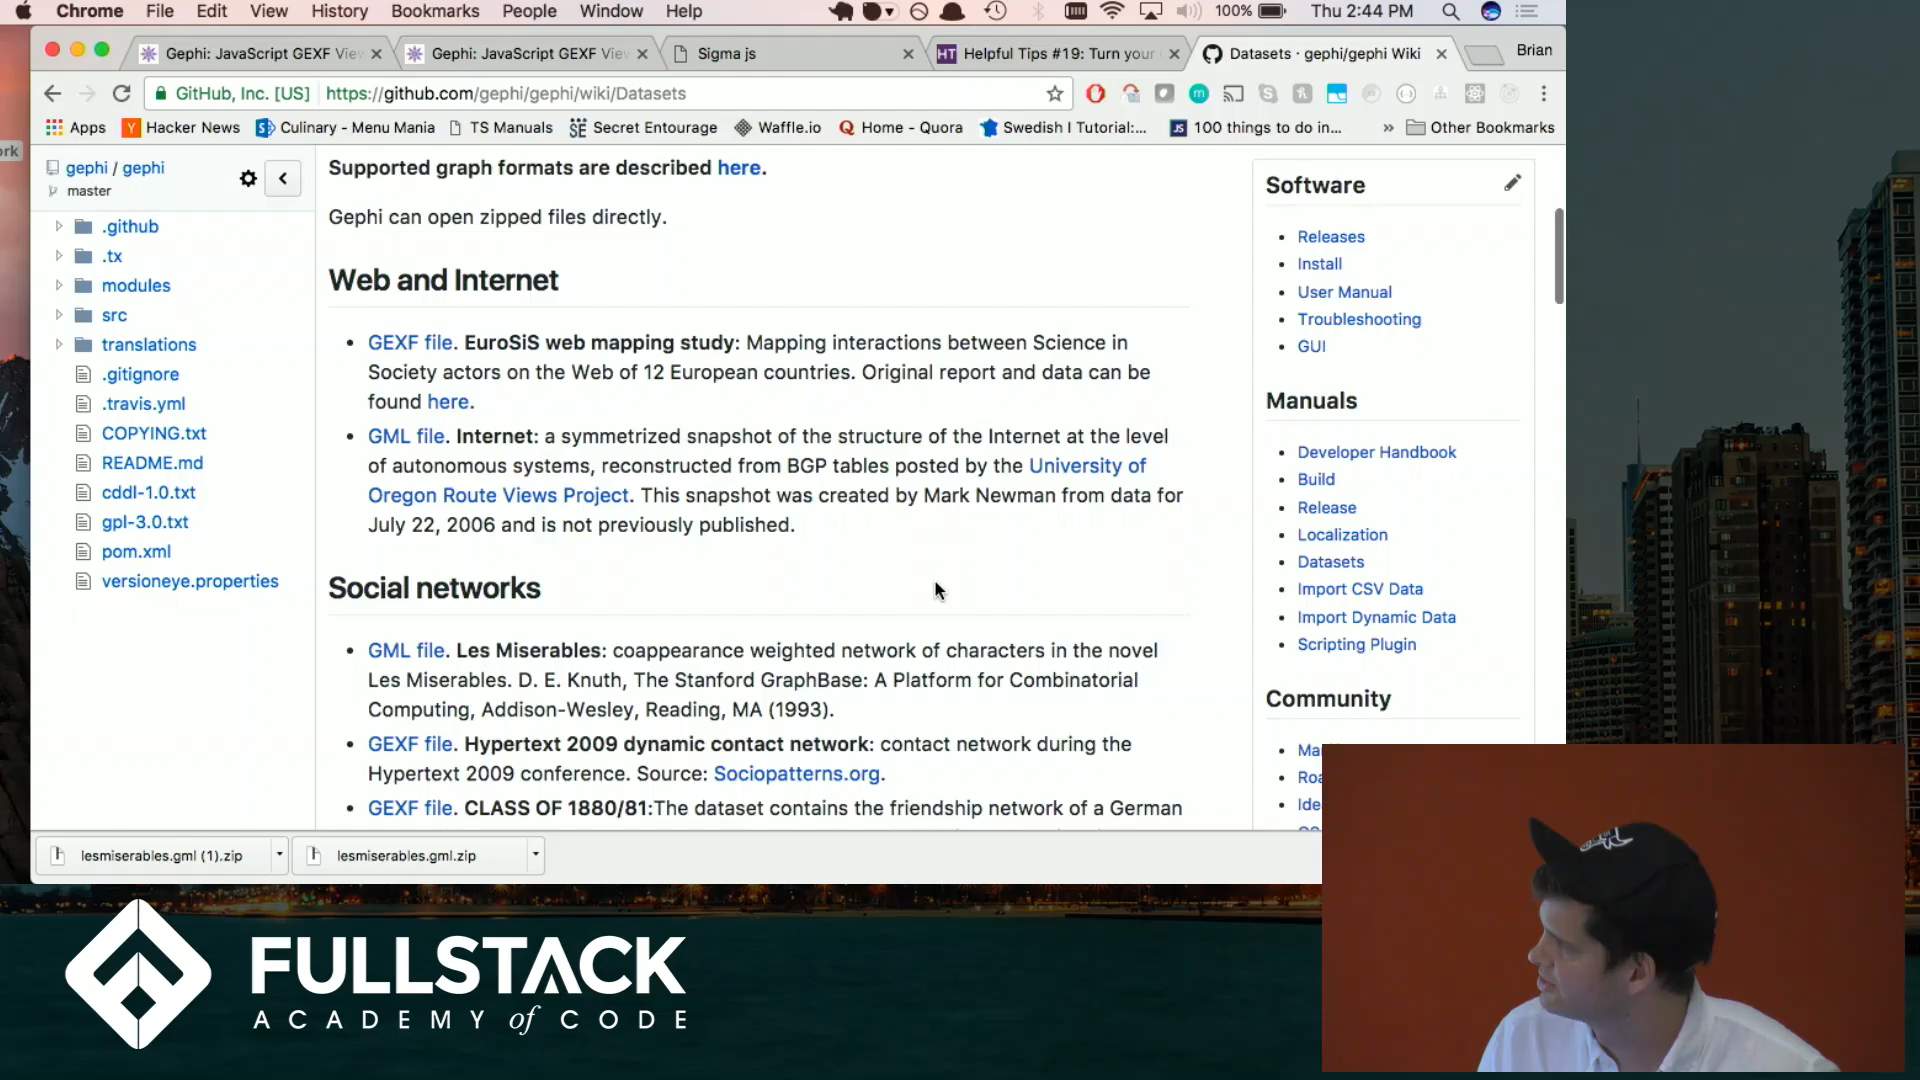 Chrome File Edit View History Bookmarks People Window Help 100% Thu 2:44 PM
Gephi: JavaScript GEXF View Gephi: JavaScript GEXF View Sigma js HT Helpful Tips #19: Turn your Datasets · gephi/gephi Wiki Brian
GitHub, Inc. [US] https://github.com/gephi/gephi/wiki/Datasets
Apps Hacker News Culinary - Menu Mania TS Manuals Secret Entourage Waffle.io Home - Quora Swedish I Tutorial:... JS 100 things to do in... » Other Bookmarks
ork
gephi / gephi
master
.github
.tx
modules
src
translations
.gitignore
.travis.yml
COPYING.txt
README.md
cddl-1.0.txt
gpl-3.0.txt
pom.xml
versioneye.properties
Supported graph formats are described here.
Gephi can open zipped files directly.
Web and Internet
• GEXF file. EuroSiS web mapping study: Mapping interactions between Science in
Society actors on the Web of 12 European countries. Original report and data can be
found here.
• GML file. Internet: a symmetrized snapshot of the structure of the Internet at the level
of autonomous systems, reconstructed from BGP tables posted by the University of
Oregon Route Views Project. This snapshot was created by Mark Newman from data for
July 22, 2006 and is not previously published.
Social networks
• GML file. Les Miserables: coappearance weighted network of characters in the novel
Les Miserables. D. E. Knuth, The Stanford GraphBase: A Platform for Combinatorial
Computing, Addison-Wesley, Reading, MA (1993).
• GEXF file. Hypertext 2009 dynamic contact network: contact network during the
Hypertext 2009 conference. Source: Sociopatterns.org.
• GEXF file. CLASS OF 1880/81:The dataset contains the friendship network of a German
Software
• Releases
• Install
• User Manual
• Troubleshooting
• GUI
Manuals
• Developer Handbook
• Build
• Release
• Localization
• Datasets
• Import CSV Data
• Import Dynamic Data
• Scripting Plugin
Community
• Ma
• Roa
• Ide
lesmiserables.gml (1).zip lesmiserables.gml.zip
FULLSTACK
ACADEMY of CODE